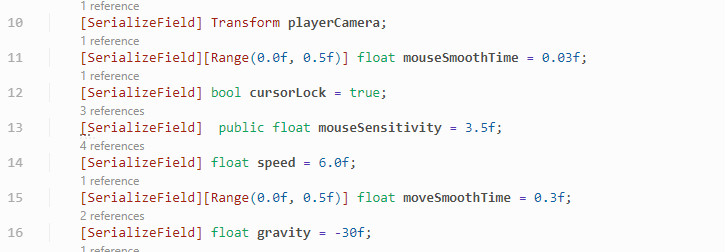 1 reference
10 [SerializeField] Transform playerCamera;
1 reference
11 [SerializeField][Range(0.0f, 0.5f)] float mouseSmoothTime = 0.03f;
1 reference
12 [SerializeField] bool cursorLock = true;
3 references
13 [SerializeField]  public float mouseSensitivity = 3.5f;
4 references
14 [SerializeField] float speed = 6.0f;
1 reference
15 [SerializeField][Range(0.0f, 0.5f)] float moveSmoothTime = 0.3f;
2 references
16 [SerializeField] float gravity = -30f;
1 reference